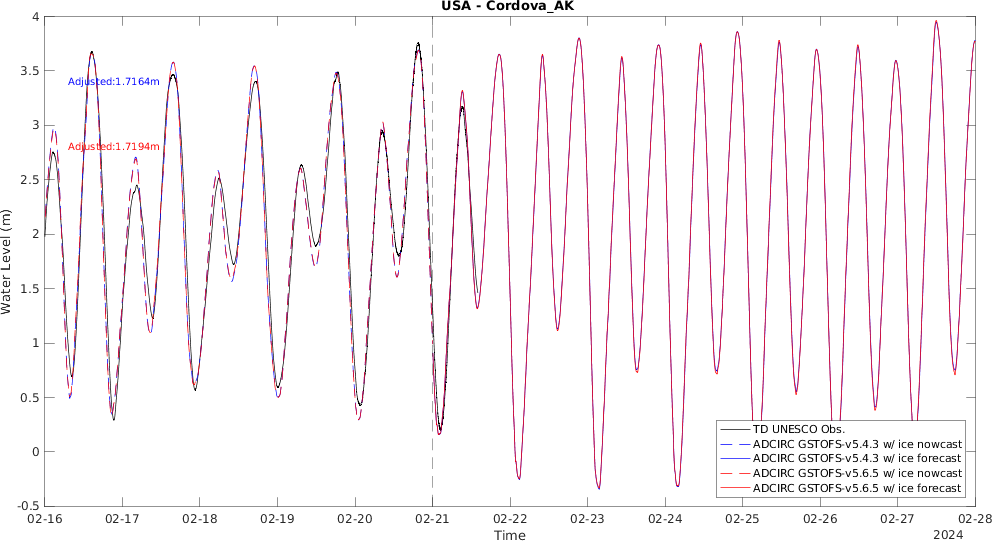 USA - Cordova_AK
4
3.5
3
2.5
2
1.5
1
0.5
0
-0.5
Water Level (m)
Adjusted:1.7164m
Adjusted:1.7194m
TD UNESCO Obs.
ADCIRC GSTOFS-v5.4.3 w/ ice nowcast
ADCIRC GSTOFS-v5.4.3 w/ ice forecast
ADCIRC GSTOFS-v5.6.5 w/ ice nowcast
ADCIRC GSTOFS-v5.6.5 w/ ice forecast
02-16 02-17 02-18 02-19 02-20 02-21 02-22 02-23 02-24 02-25 02-26 02-27 02-28
Time
2024